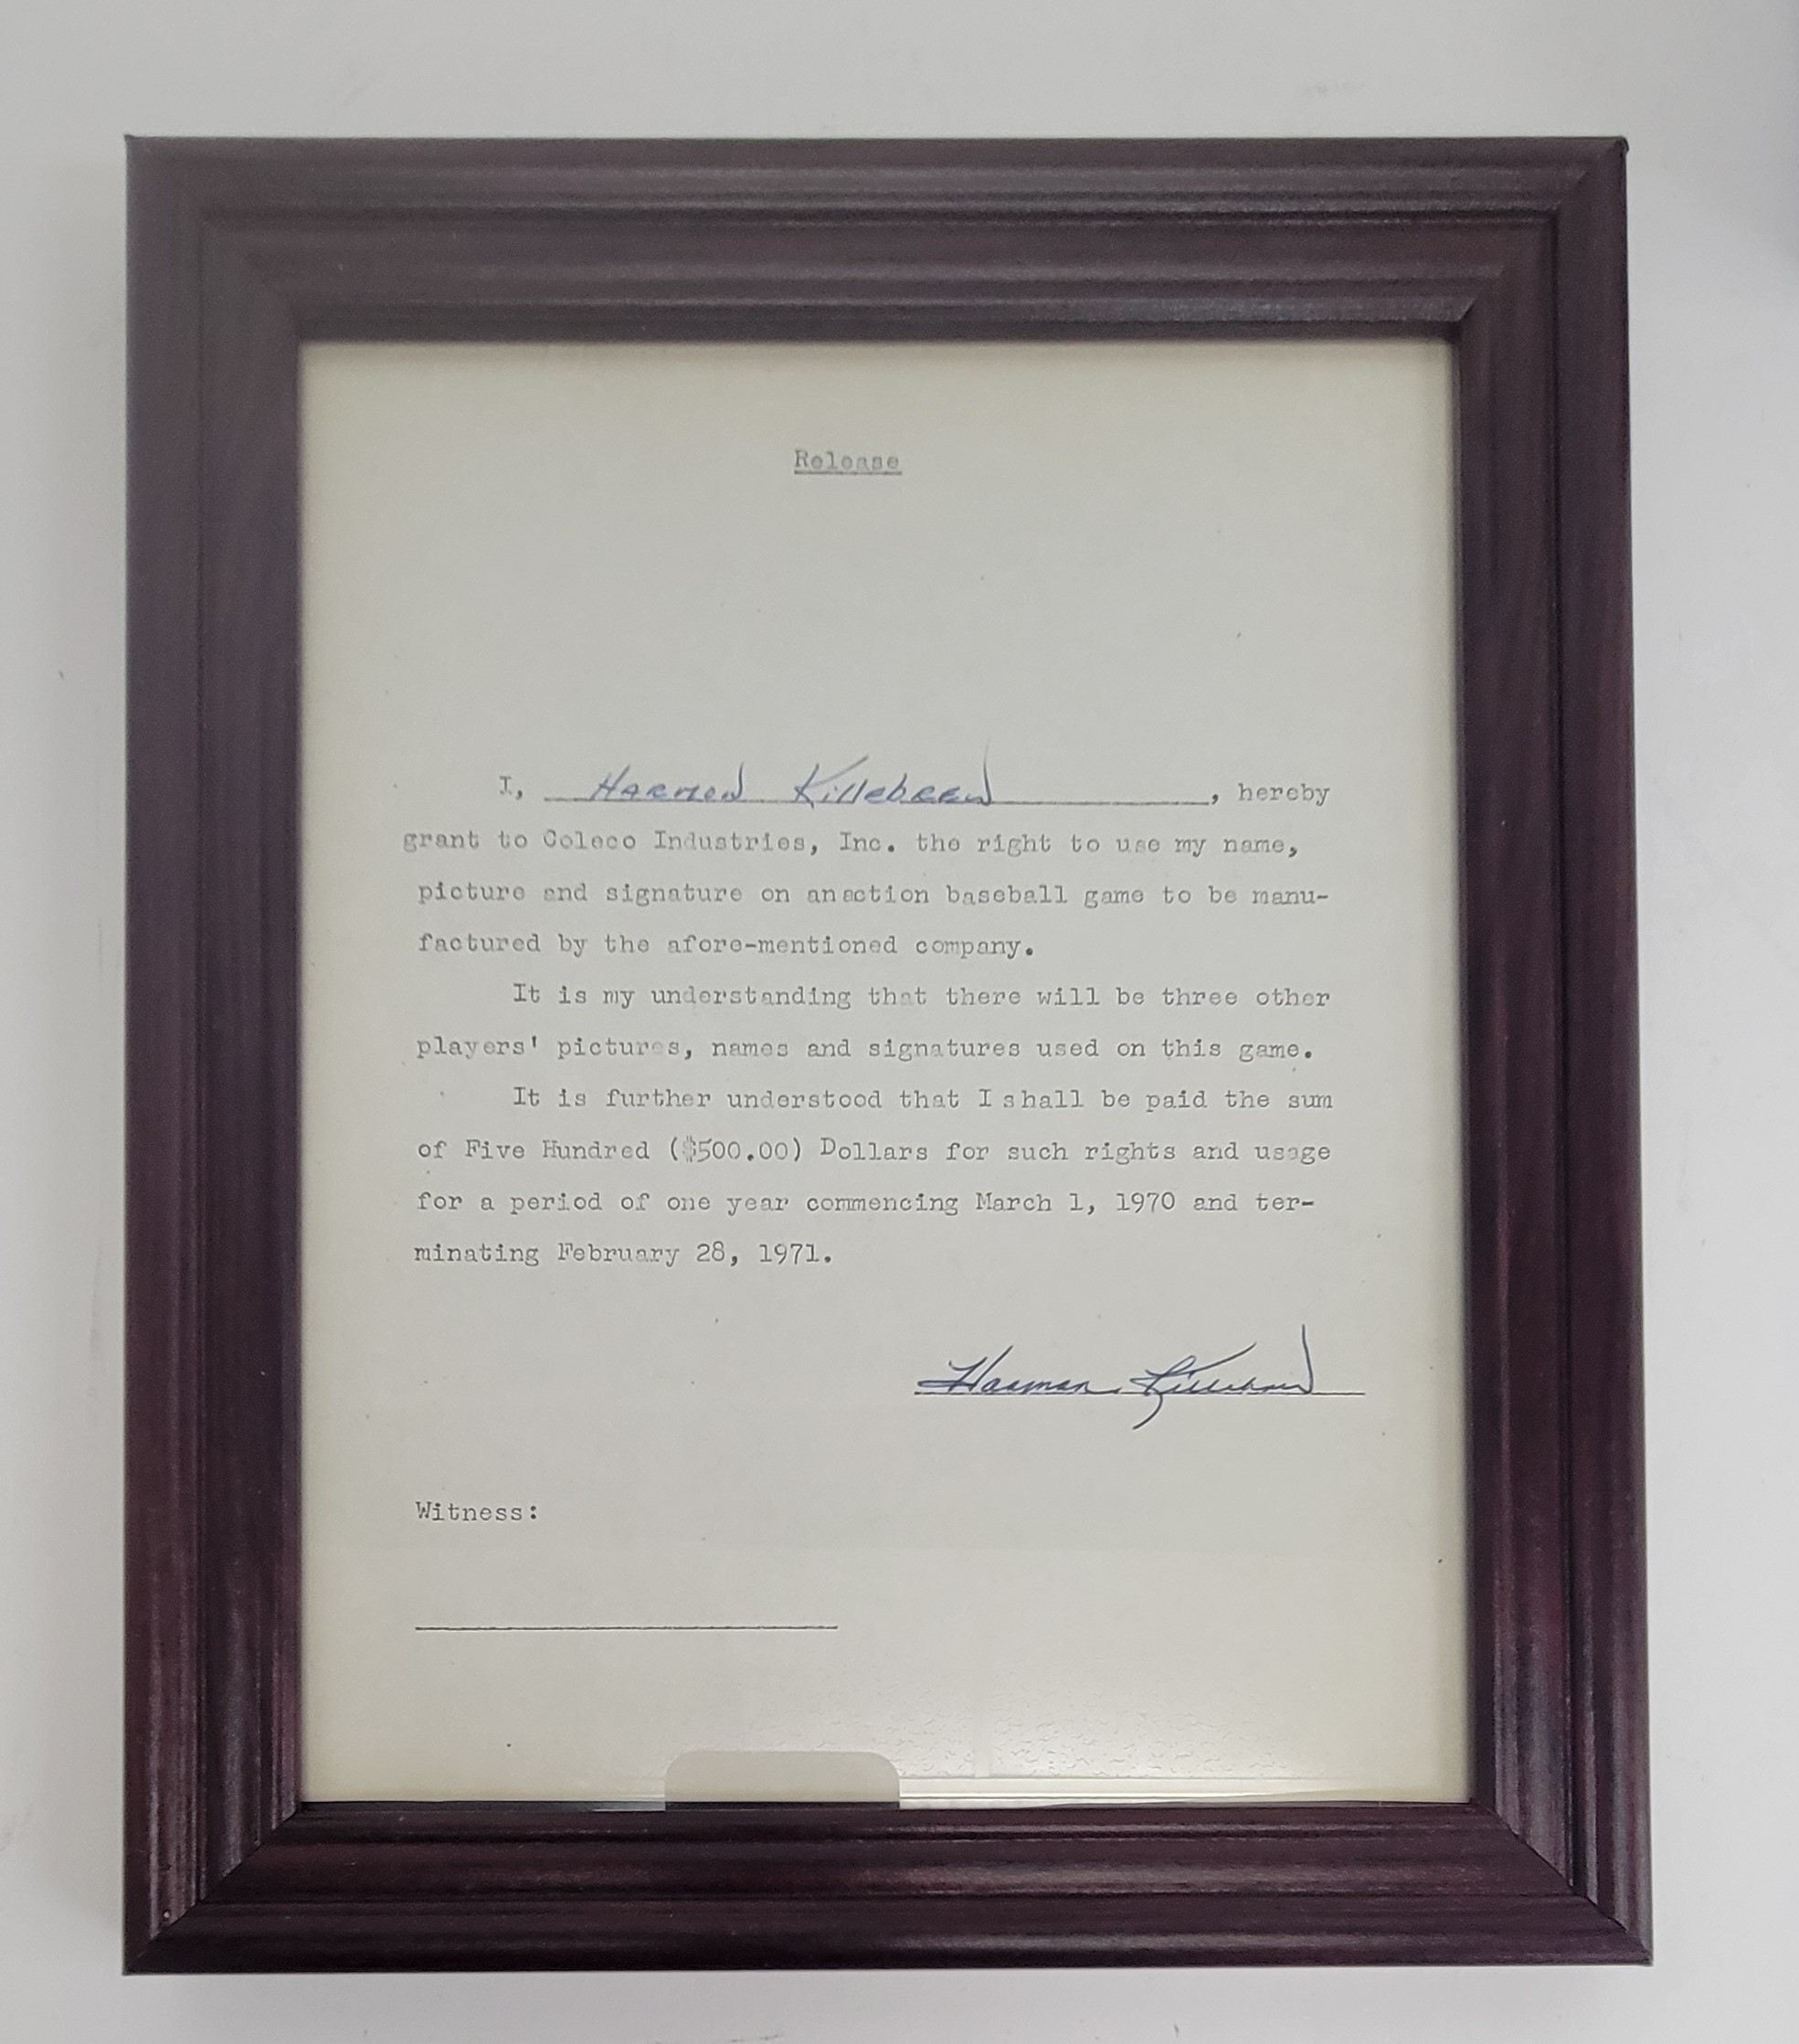 Release
I, Harmon Killebrew, hereby
grant to Coleco Industries, Inc. the right to use my name,
picture and signature on anaction baseball game to be manu-
factured by the afore-mentioned company.
It is my understanding that there will be three other
players' pictures, names and signatures used on this game.
It is further understood that I shall be paid the sum
of Five Hundred ($500.00) Dollars for such rights and usage
for a period of one year commencing March 1, 1970 and ter-
minating February 28, 1971.
Harmon Killebrew
Witness: